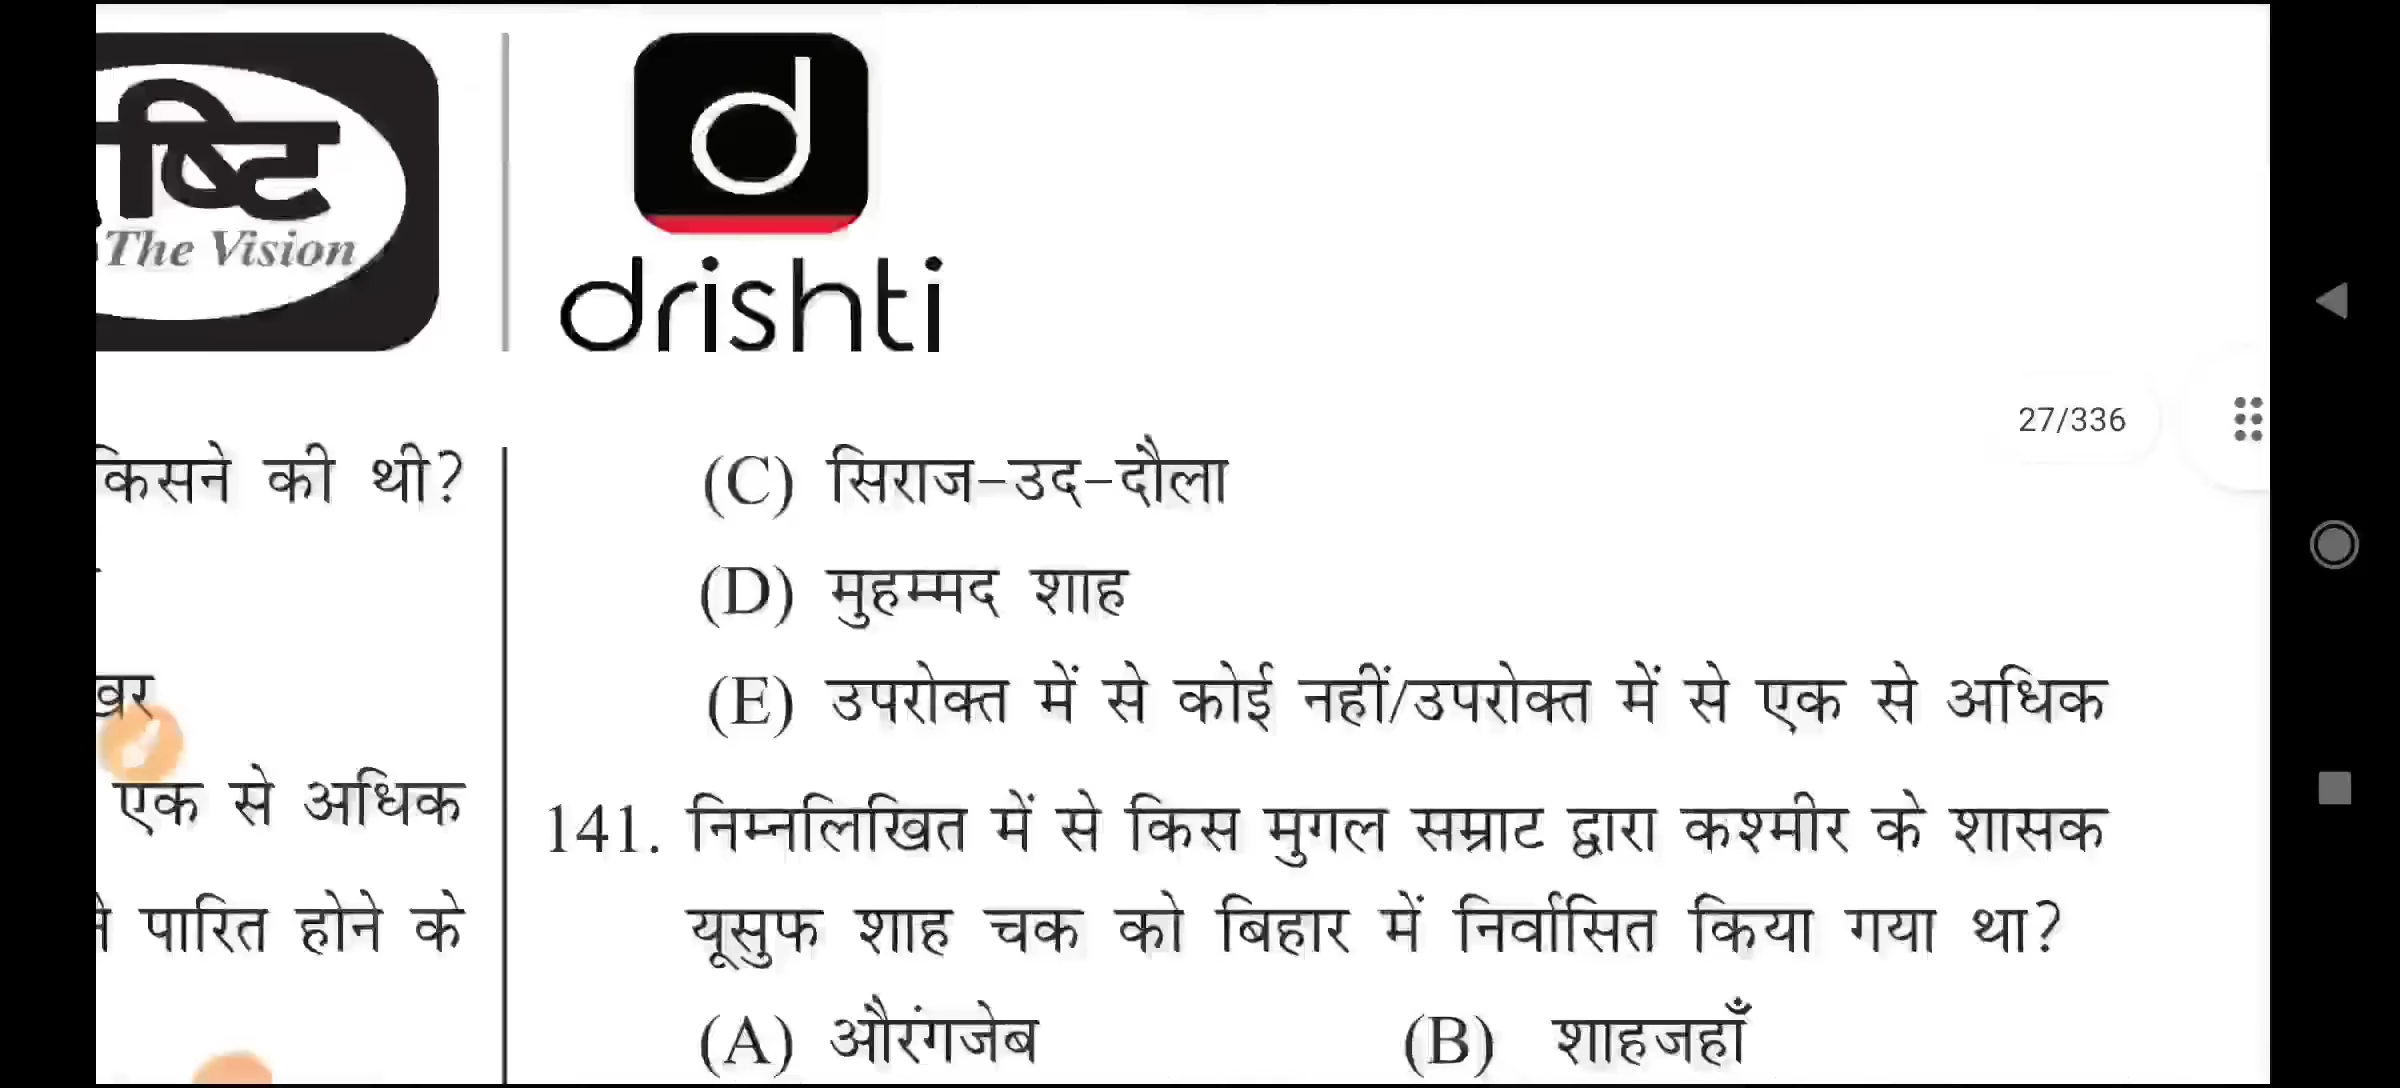 The Vision
drishti
27/336
किसने की थी?
एक से अधिक
पारित होने के
(C) सिराज-उद-दौला
(D) मुहम्मद शाह
(E) उपरोक्त में से कोई नहीं/उपरोक्त में से एक से अधिक
141. निम्नलिखित में से किस मुगल सम्राट द्वारा कश्मीर के शासक
यूसुफ शाह चक को बिहार में निर्वासित किया गया था?
(A) औरंगजेब (B) शाहजहाँ